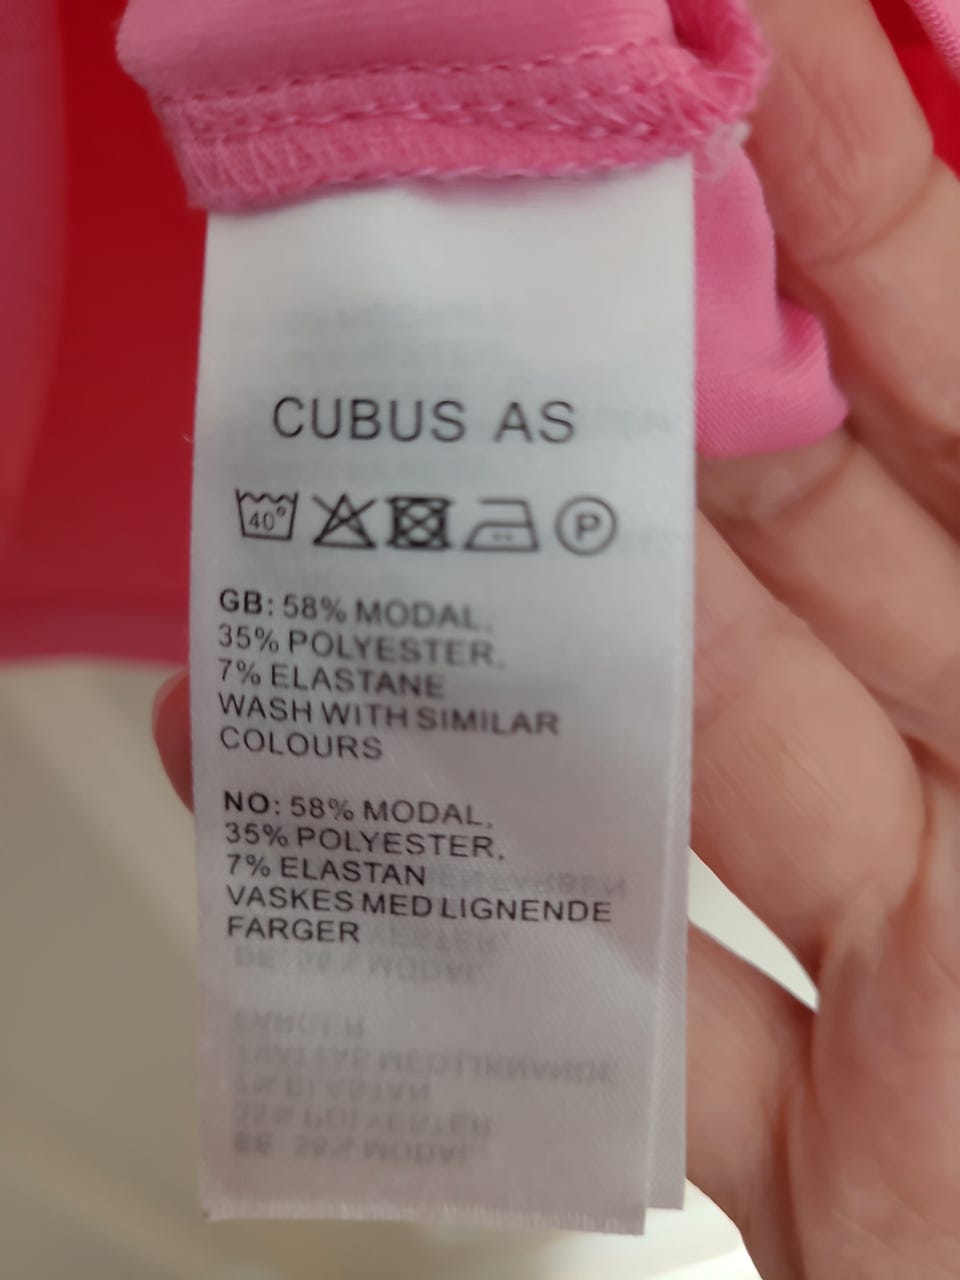 CUBUS AS
40°
P
GB: 58% MODAL,
35% POLYESTER,
7% ELASTANE
WASH WITH SIMILAR
COLOURS
NO: 58% MODAL,
35% POLYESTER,
7% ELASTAN
VASKES MED LIGNENDE
FARGER